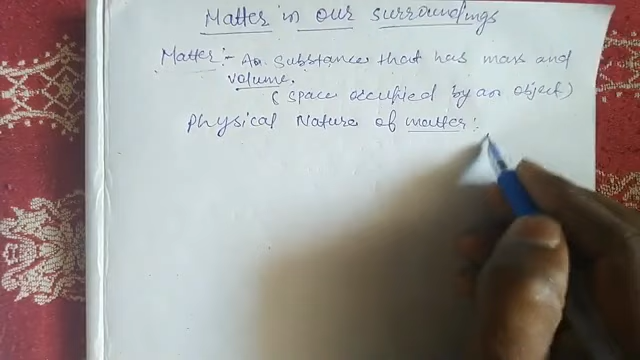 Matter in our surroundings
Matter :- An substance that has mass and
volume.
(space occupied by an object)
Physical Nature of matter :